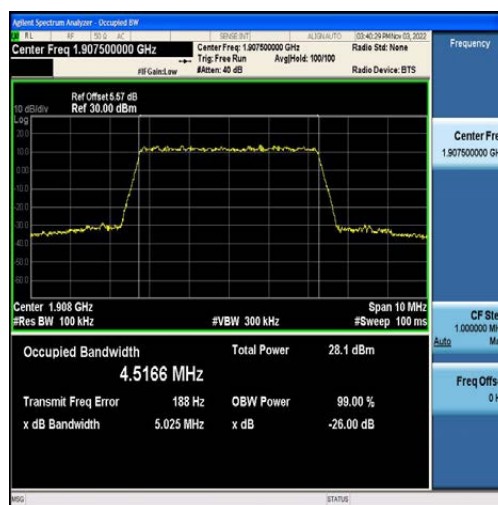 Agilent Spectrum Analyzer - Occupied BW
RL RF 50 Ω AC SENSE:INT ALIGN AUTO 03:40:29 PM Nov 03, 2022
Center Freq 1.907500000 GHz
Center Freq: 1.907500000 GHz
Radio Std: None
Trig: Free Run Avg|Hold: 100/100
#IFGain:Low #Atten: 40 dB Radio Device: BTS
Frequency
Ref Offset 5.57 dB
10 dB/div Ref 30.00 dBm
Log
20.0
10.0
0.00
-10.0
-20.0
-30.0
-40.0
-50.0
-60.0
Center Fre
1.907500000 GH
Center 1.908 GHz Span 10 MHz
#Res BW 100 kHz #VBW 300 kHz #Sweep 100 ms
CF Ste
1.000000 MH
Auto Ma
Occupied Bandwidth Total Power 28.1 dBm
4.5166 MHz
Transmit Freq Error 188 Hz OBW Power 99.00 %
x dB Bandwidth 5.025 MHz x dB -26.00 dB
Freq Offs
0 H
MSG STATUS